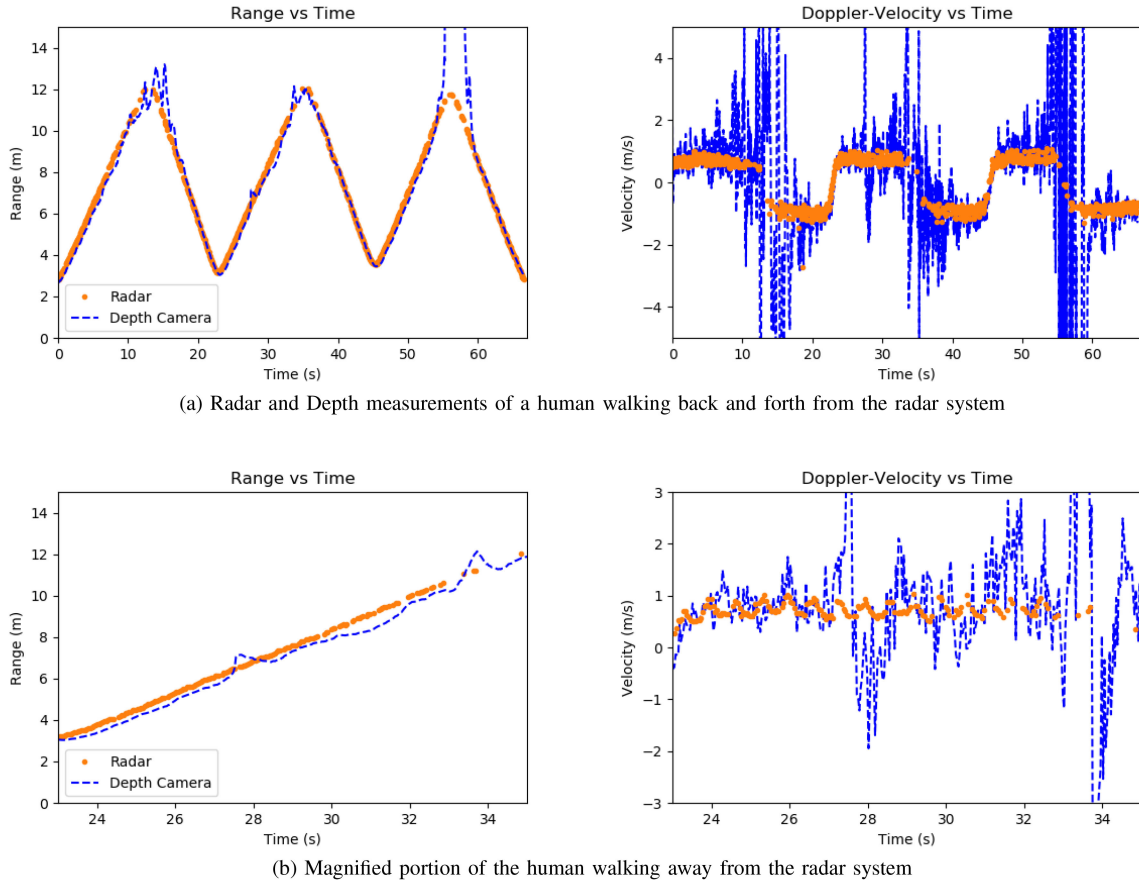 Range vs Time
Doppler-Velocity vs Time
14
12
10
8
6
4
2
0
Range (m)
Radar
Depth Camera
0 10 20 30 40 50 60
Time (s)
4
2
0
−2
−4
Velocity (m/s)
0 10 20 30 40 50 60
Time (s)
(a) Radar and Depth measurements of a human walking back and forth from the radar system
Range vs Time
Doppler-Velocity vs Time
14
12
10
8
6
4
2
0
Range (m)
Radar
Depth Camera
24 26 28 30 32 34
Time (s)
3
2
1
0
−1
−2
−3
Velocity (m/s)
24 26 28 30 32 34
Time (s)
(b) Magnified portion of the human walking away from the radar system